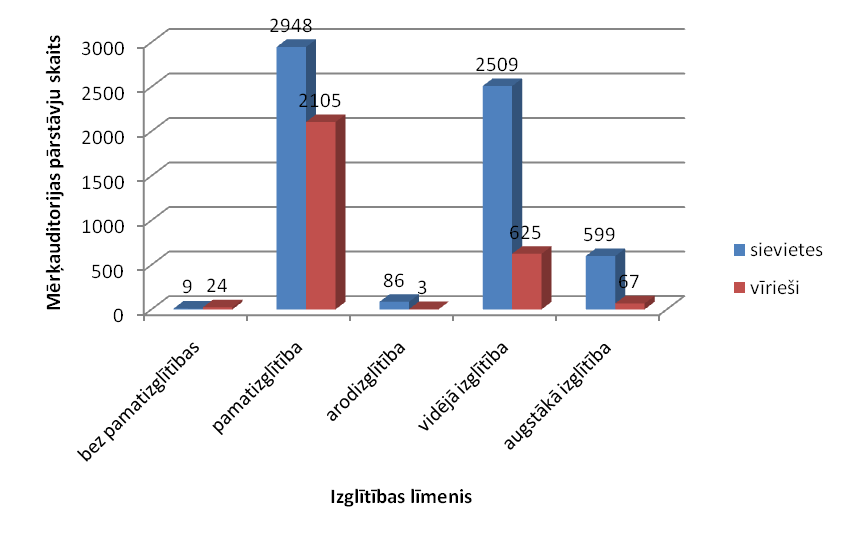 Mērķauditorijas pārstāvju skaits
3000
2500
2000
1500
1000
500
0
9 24
2948
2105
86 3
2509
625
599
67
bez pamatizglītības
pamatizglītība
arodizglītība
vidējā izglītība
augstākā izglītība
Izglītības līmenis
sievietes
vīrieši